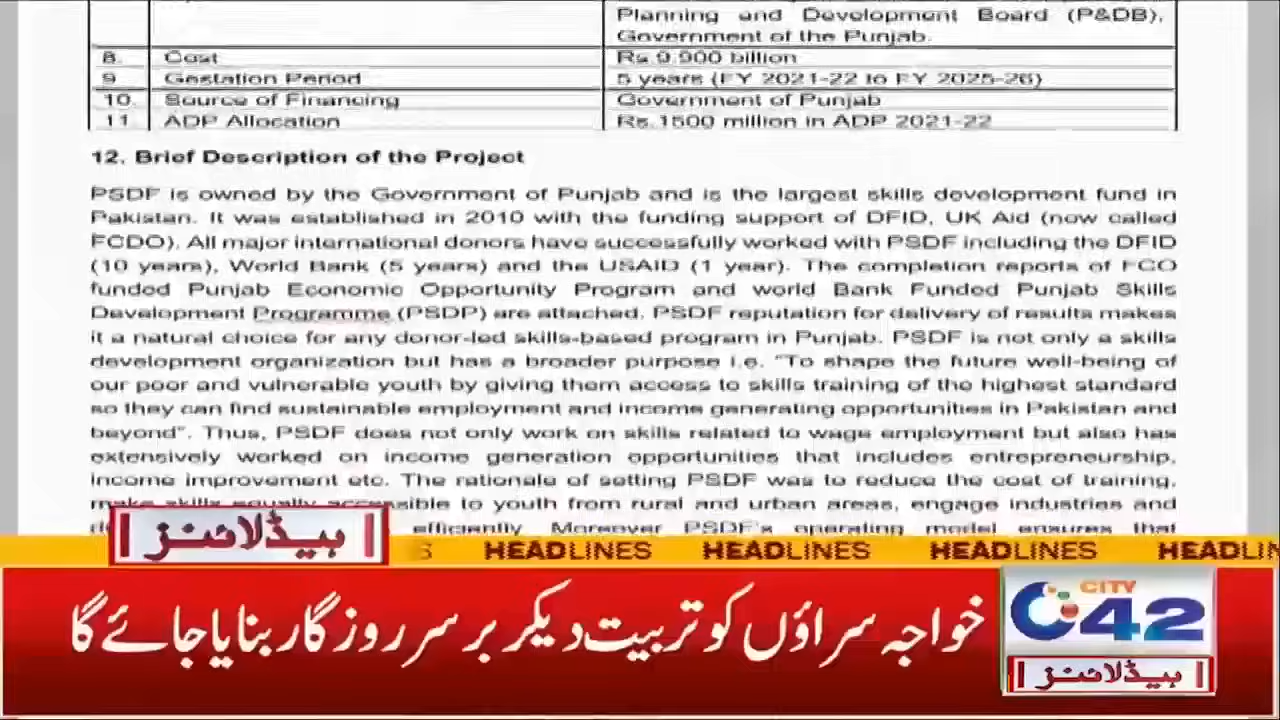 Planning and Development Board (P&DB),
Government of the Punjab.
8. Cost Rs.9.900 billion
9 Gestation Period 5 years (FY 2021-22 to FY 2025-26)
10. Source of Financing Government of Punjab
11. ADP Allocation Rs.1500 million in ADP 2021-22
12. Brief Description of the Project
PSDF is owned by the Government of Punjab and is the largest skills development fund in
Pakistan. It was established in 2010 with the funding support of DFID, UK Aid (now called
FCDO). All major international donors have successfully worked with PSDF including the DFID
(10 years), World Bank (5 years) and the USAID (1 year). The completion reports of FCO
funded Punjab Economic Opportunity Program and world Bank Funded Punjab Skills
Development Programme (PSDP) are attached. PSDF reputation for delivery of results makes
it a natural choice for any donor-led skills-based program in Punjab. PSDF is not only a skills
development organization but has a broader purpose i.e. "To shape the future well-being of
our poor and vulnerable youth by giving them access to skills training of the highest standard
so they can find sustainable employment and income generating opportunities in Pakistan and
beyond". Thus, PSDF does not only work on skills related to wage employment but also has
extensively worked on income generation opportunities that includes entrepreneurship,
income improvement etc. The rationale of setting PSDF was to reduce the cost of training,
make skills equally accessible to youth from rural and urban areas, engage industries and
efficiently. Moreover PSDF's operating model ensures that
ہیڈلائنز
S HEADLINES HEADLINES HEADLINES HEADLIN
خواجہ سراؤں کو تربیت دیکر برسرروزگار بنایا جائے گا
CITY
42
ہیڈلائنز